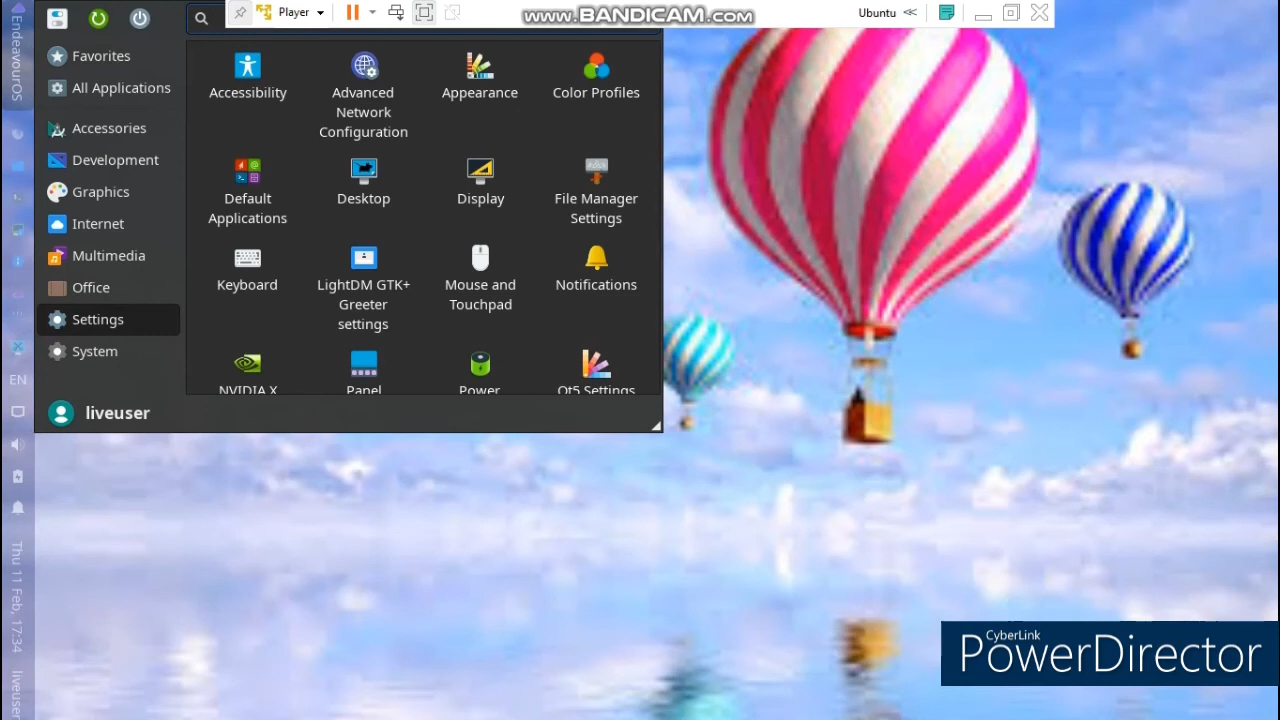 Player
www.BANDICAM.com
Ubuntu
EndeavourOS
Favorites
All Applications
Accessories
Development
Graphics
Internet
Multimedia
Office
Settings
System
liveuser
Accessibility
Advanced
Network
Configuration
Appearance
Color Profiles
Default
Applications
Desktop
Display
File Manager
Settings
Keyboard
LightDM GTK+
Greeter
settings
Mouse and
Touchpad
Notifications
NVIDIA X
Panel
Power
Qt5 Settings
EN
Thu 11 Feb, 17:34
liveuser
CyberLink
PowerDirector